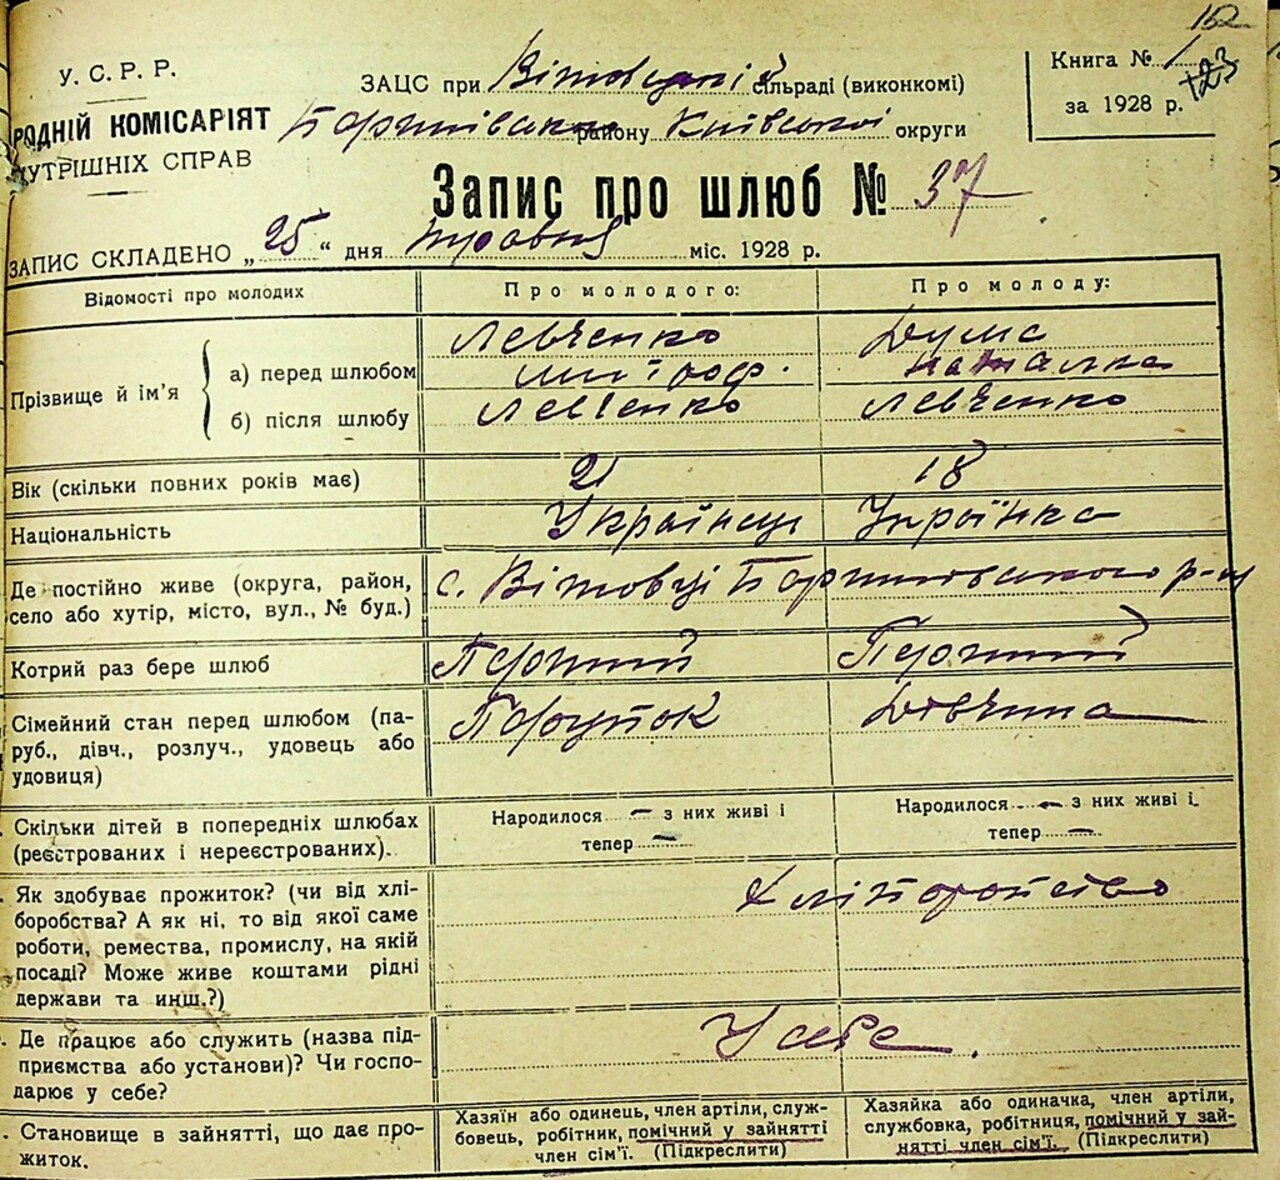 152
У. С. Р. Р.
РОДНІЙ КОМІСАРІЯТ
НУТРІШНІХ СПРАВ
ЗАЦС при Вітовецькій сільраді (виконкомі)
району Київської округи
Книга № 1
123
за 1928 р.
Запис про шлюб № 37
ЗАПИС СКЛАДЕНО „25“ дня травня міс. 1928 р.
Відомості про молодих
Про молодого:
Про молоду:
Прізвище й ім'я
а) перед шлюбом
Левченко
Дума
Наталка
б) після шлюбу
Левченко
Левченко
Вік (скільки повних років має)
21
18
Національність
Українець
Українка
Де постійно живе (округа, район,
село або хутір, місто, вул., № буд.)
с. Вітовці
Котрий раз бере шлюб
Перший
Перший
Сімейний стан перед шлюбом (па-
руб., дівч., розлуч., удовець або
удовиця)
Парубок
Дівчина
Скільки дітей в попередніх шлюбах
(реєстрованих і нереєстрованих).
Народилося — з них живі і
тепер —
Народилося — з них живі і
тепер —
Як здобуває прожиток? (чи від хлі-
боробства? А як ні, то від якої саме
роботи, ремества, промислу, на якій
посаді? Може живе коштами рідні
держави та инш.?)
Хліборобство
Де працює або служить (назва під-
приємства або установи)? Чи госпо-
дарює у себе?
У себе.
Становище в зайнятті, що дає про-
житок.
Хазяїн або одинець, член артіли, служ-
бовець, робітник, помічний у зайнятті
член сім'ї. (Підкреслити)
Хазяйка або одиначка, член артіли,
службовка, робітниця, помічний у зай-
нятті член сім'ї. (Підкреслити)